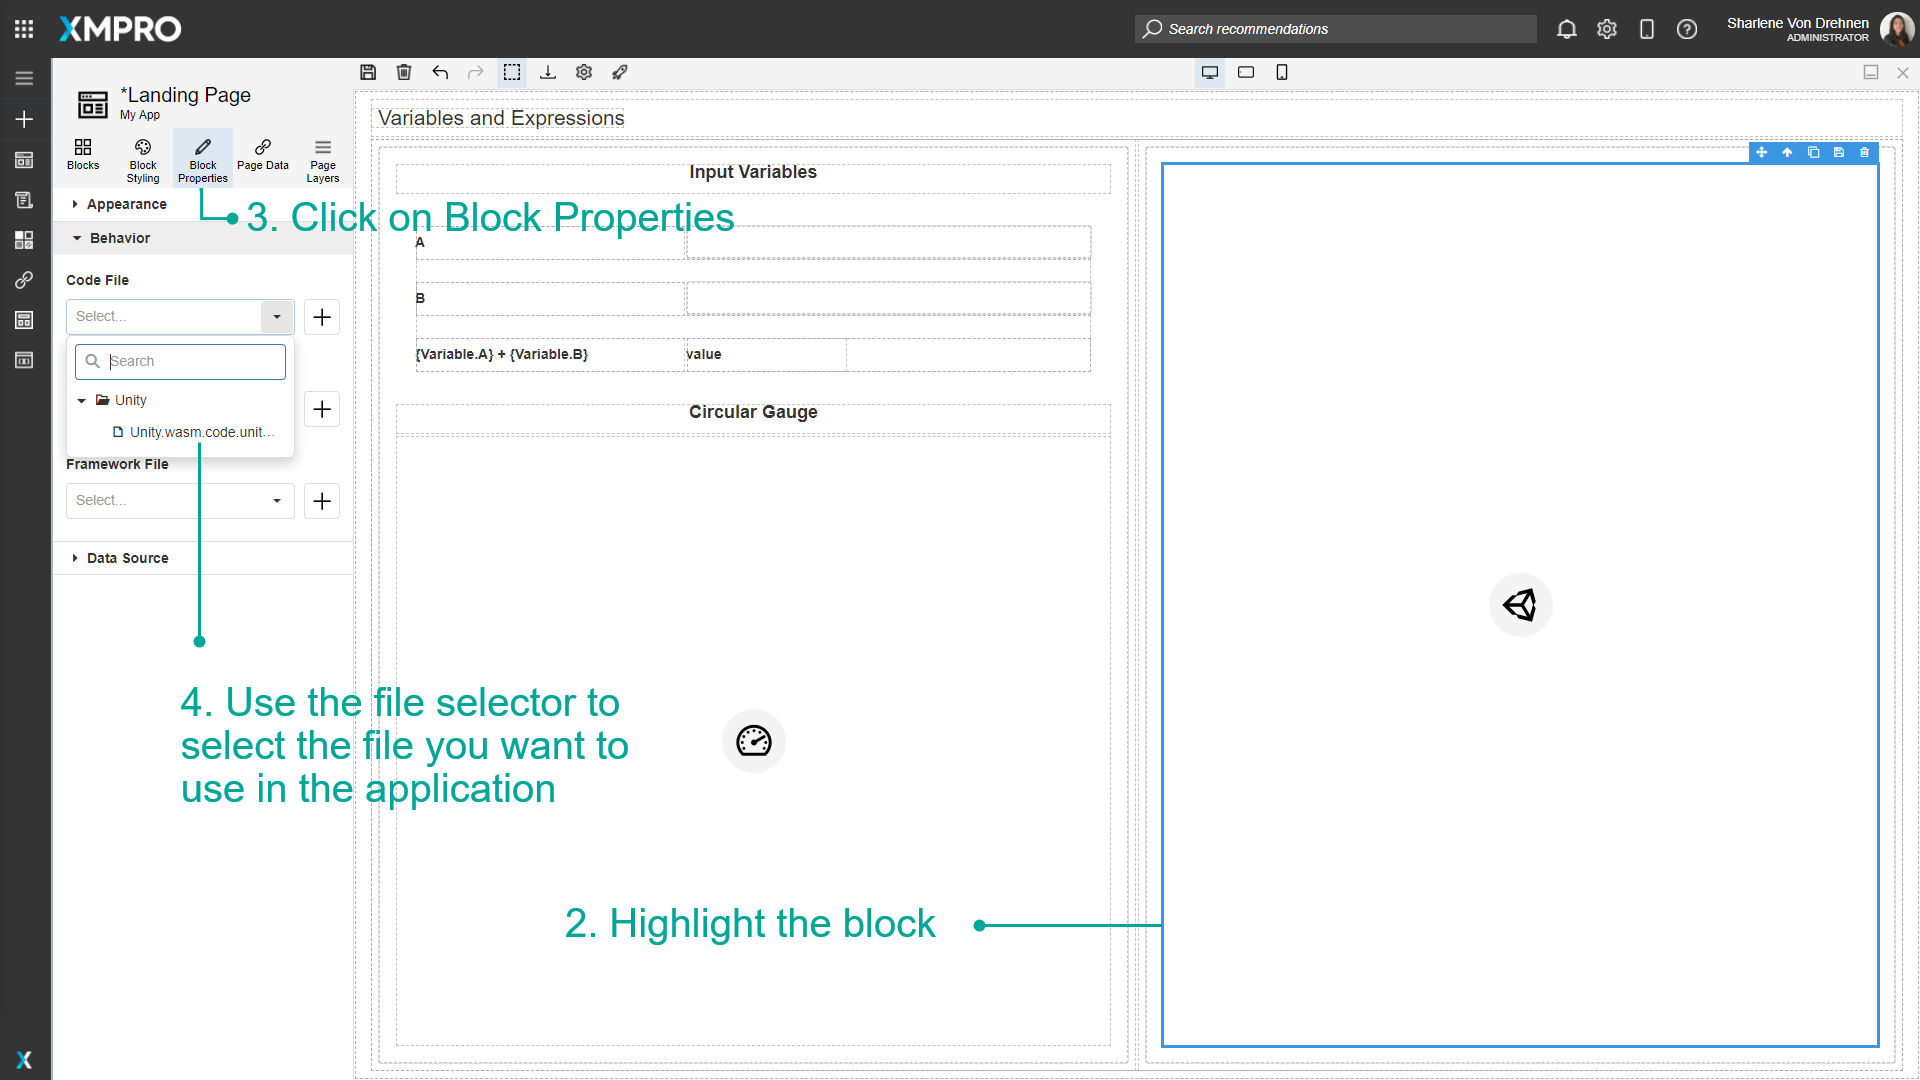 XMPRO
Search recommendations
Sharlene Von Drehnen
ADMINISTRATOR
*Landing Page
My App
Blocks
Block
Styling
Block
Properties
Page Data
Page
Layers
Appearance
3. Click on Block Properties
Behavior
Code File
Select...
Search
Unity
Unity.wasm.code.unit...
Framework File
Select...
Data Source
4. Use the file selector to
select the file you want to
use in the application
Variables and Expressions
Input Variables
A
B
{Variable.A} + {Variable.B}
value
Circular Gauge
2. Highlight the block